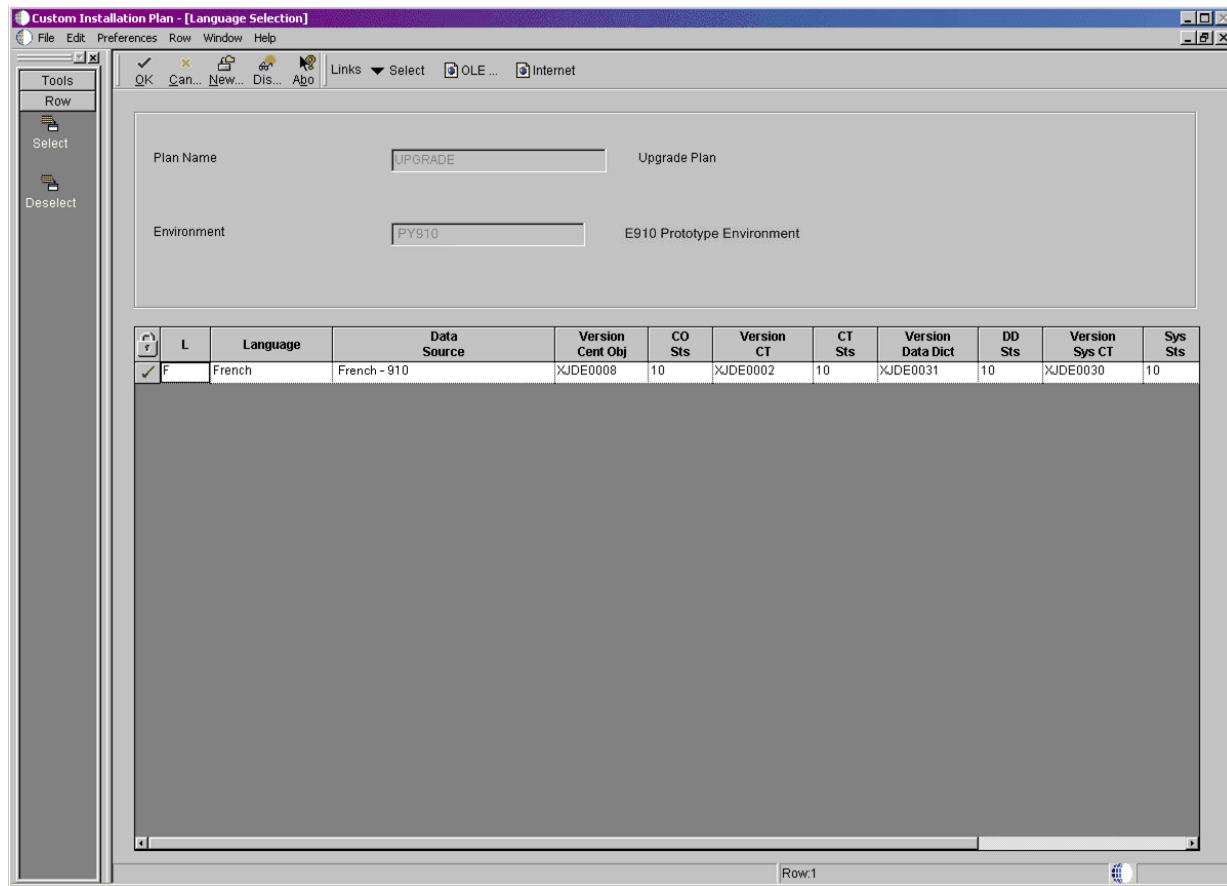 Custom Installation Plan - [Language Selection]
File Edit Preferences Row Window Help
Tools
Row
Select
Deselect
OK Can... New... Dis... Abo Links Select OLE ... Internet
Plan Name UPGRADE Upgrade Plan
Environment PY910 E910 Prototype Environment
L Language Data Source Version Cent Obj CO Sts Version CT CT Sts Version Data Dict DD Sts Version Sys CT Sys Sts
F French French - 910 XJDE0008 10 XJDE0002 10 XJDE0031 10 XJDE0030 10
Row:1